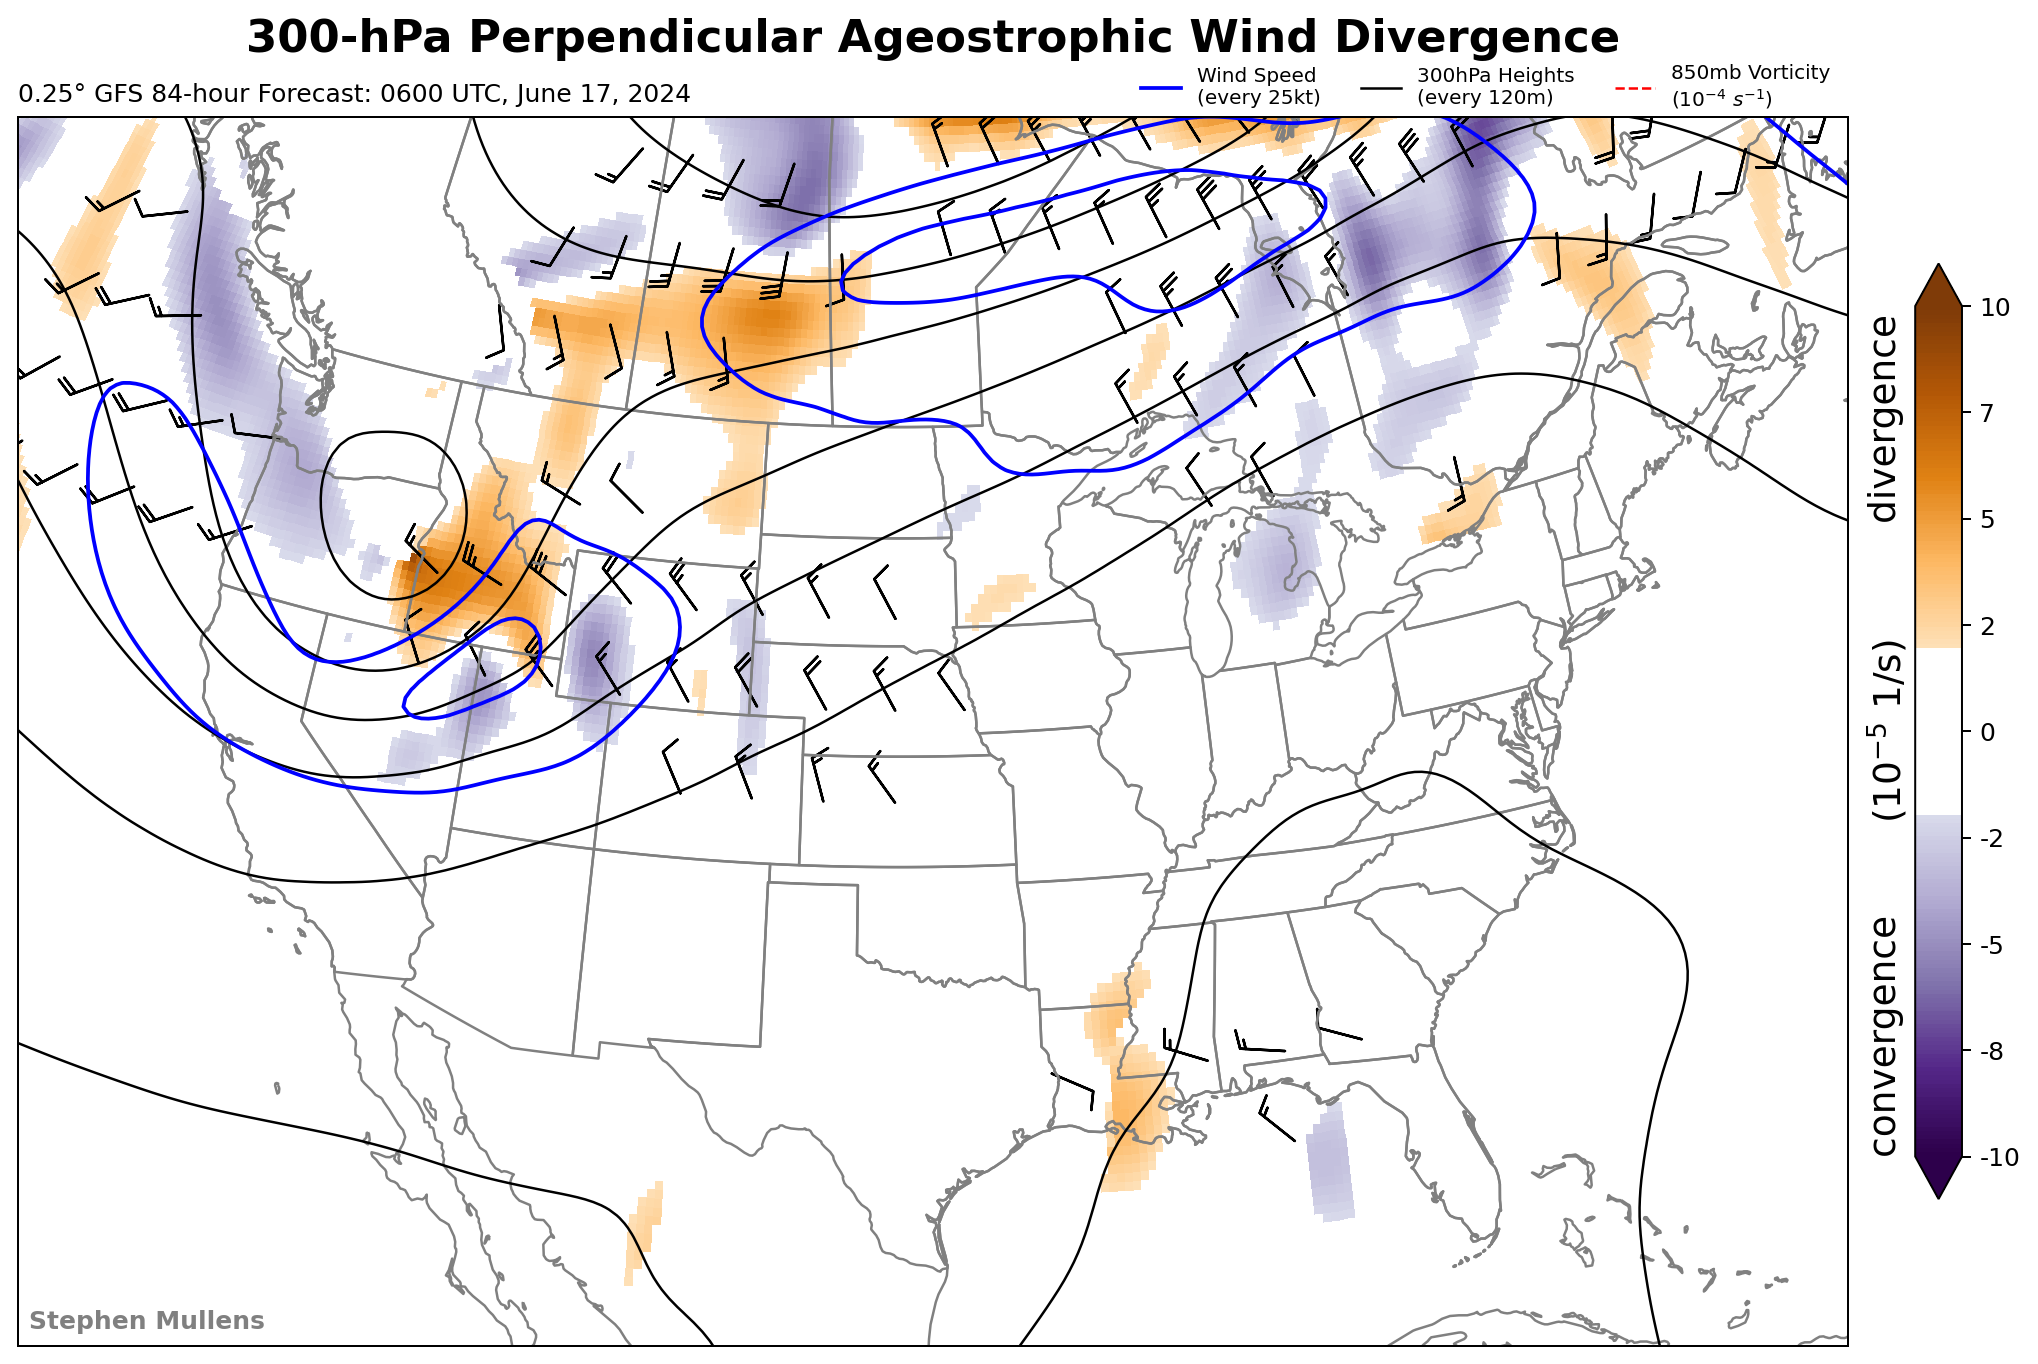 300-hPa Perpendicular Ageostrophic Wind Divergence
0.25° GFS 84-hour Forecast: 0600 UTC, June 17, 2024
Wind Speed
(every 25kt)
300hPa Heights
(every 120m)
850mb Vorticity
(10⁻⁴ s⁻¹)
10
7
5
2
0
-2
-5
-8
-10
convergence (10⁻⁵ 1/s) divergence
Stephen Mullens